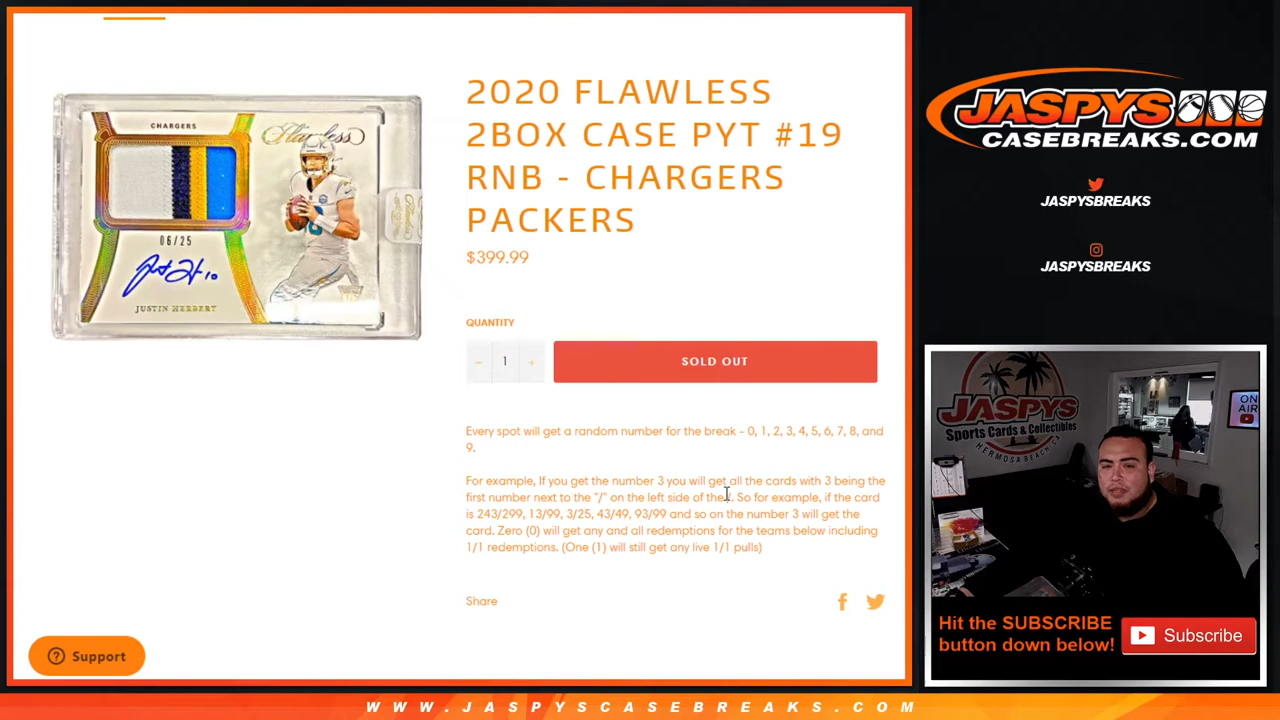 CHARGERS
Flawless
06/25
JUSTIN HERBERT
2020 FLAWLESS
2BOX CASE PYT #19
RNB - CHARGERS
PACKERS
$399.99
QUANTITY
− 1 +
SOLD OUT
Every spot will get a random number for the break - 0, 1, 2, 3, 4, 5, 6, 7, 8, and
9.
For example, If you get the number 3 you will get all the cards with 3 being the
first number next to the "/" on the left side of the /. So for example, if the card
is 243/299, 13/99, 3/25, 43/49, 93/99 and so on the number 3 will get the
card. Zero (0) will get any and all redemptions for the teams below including
1/1 redemptions. (One (1) will still get any live 1/1 pulls)
Share
Support
JASPYS
CASEBREAKS.COM
JASPYSBREAKS
JASPYSBREAKS
JASPYS
Sports Cards & Collectibles
HERMOSA BEACH, CA
ON
AIR
Hit the SUBSCRIBE
button down below!
Subscribe
WWW.JASPYSCASEBREAKS.COM